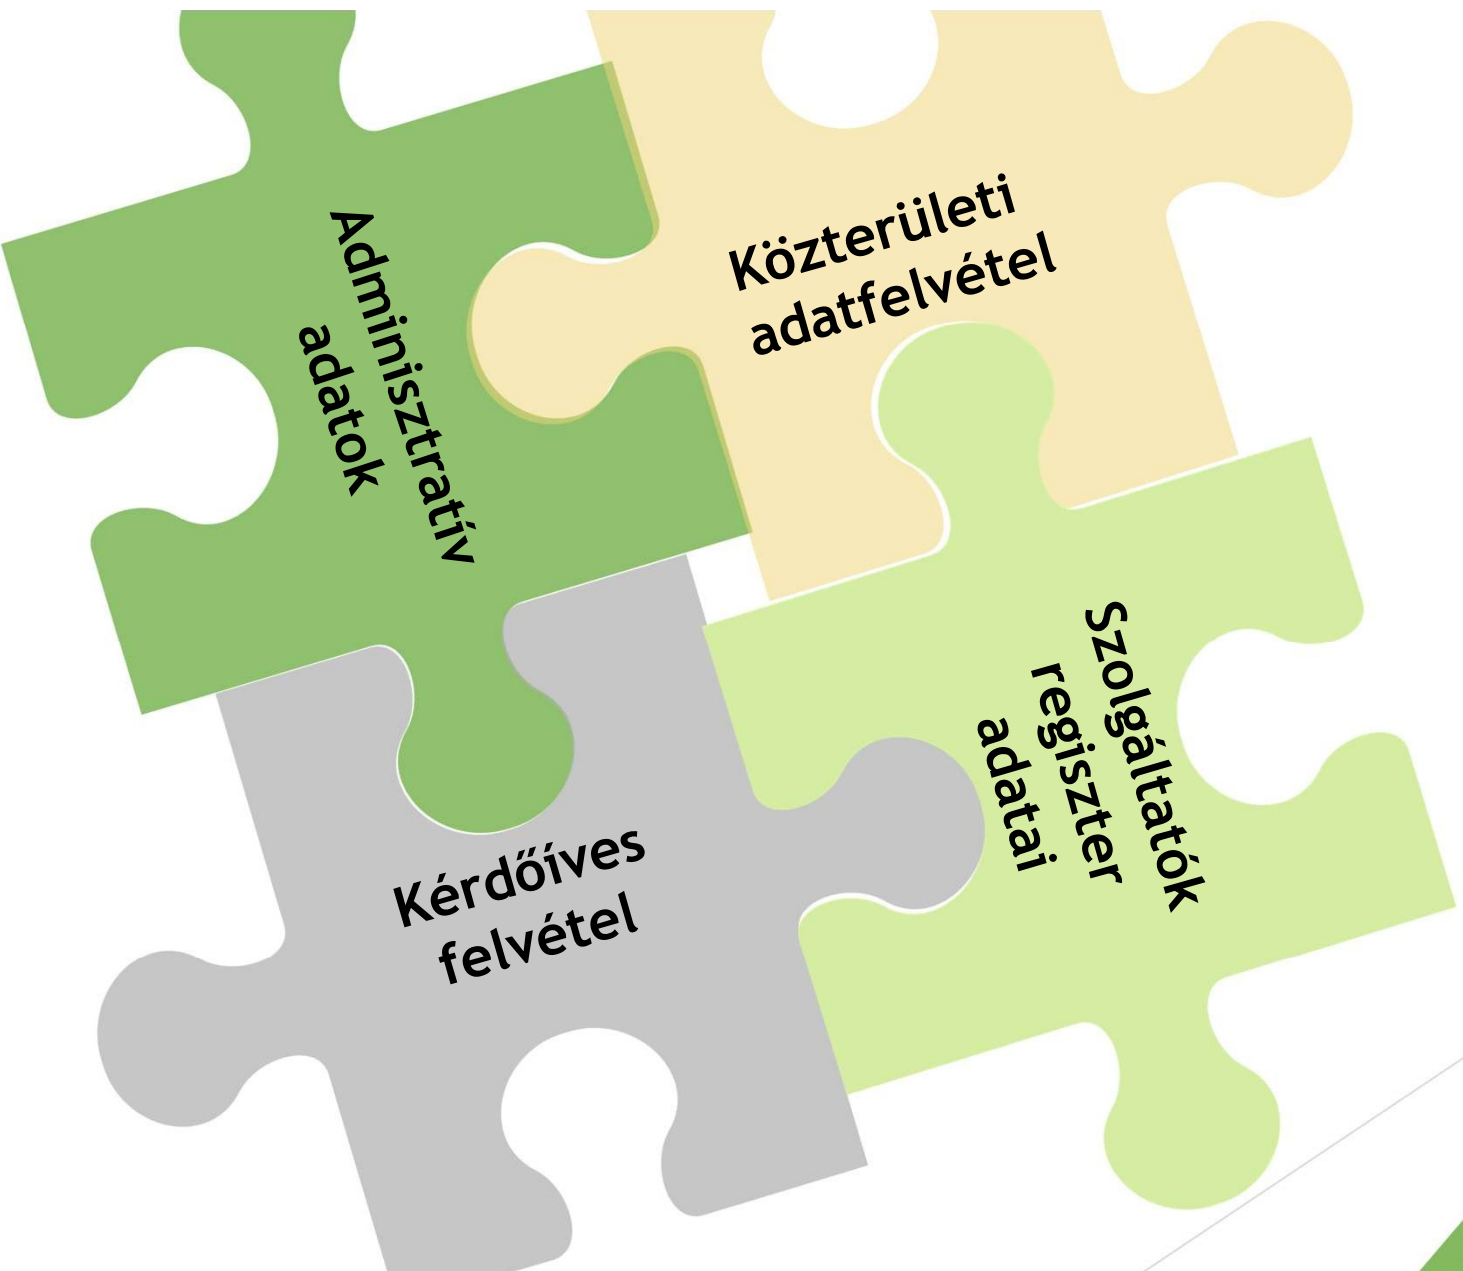 Adminisztratív
adatok
Közterületi
adatfelvétel
Kérdőíves
felvétel
Szolgáltatók
regiszter
adatai